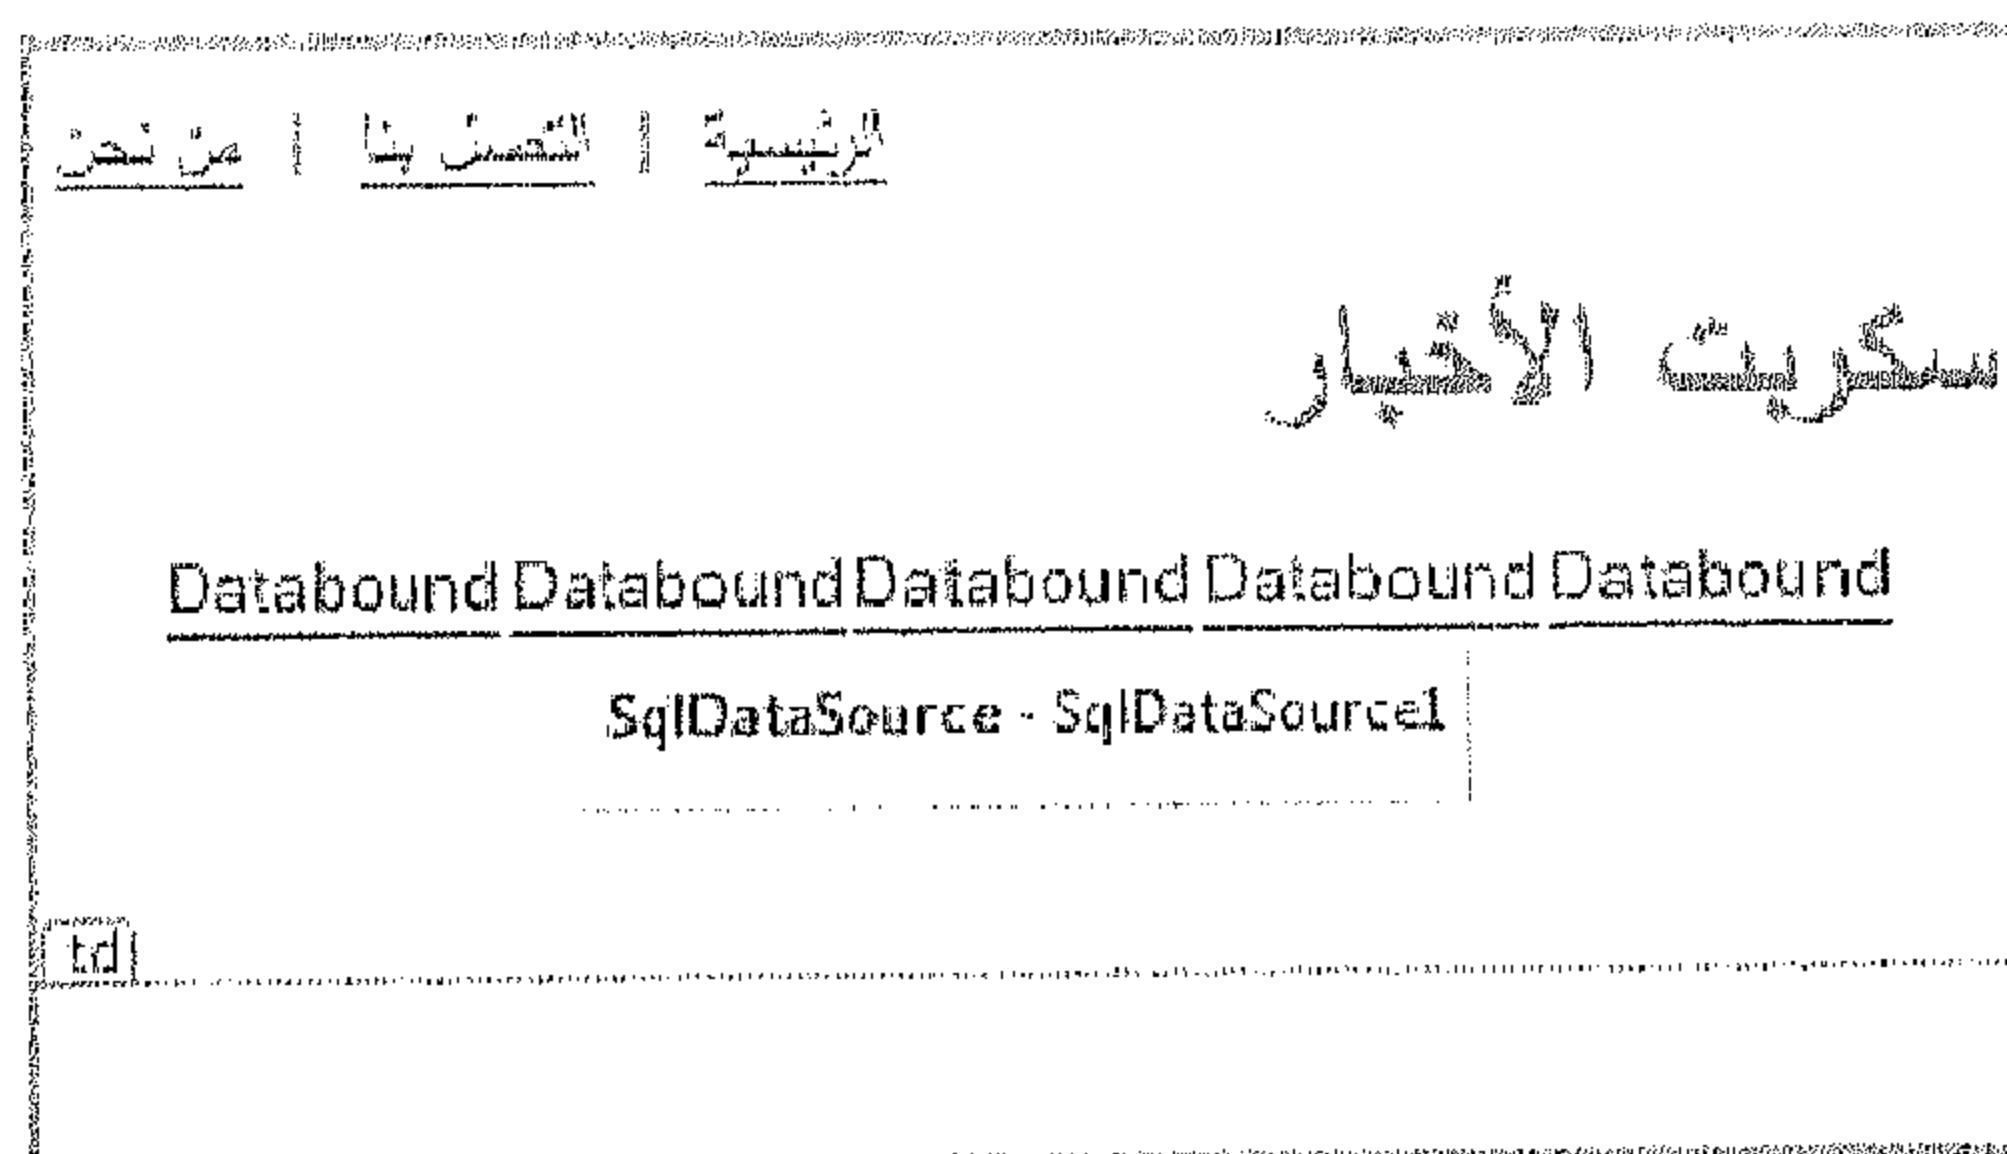 الرئيسية | اتصل بنا | من نحن
سكربت الأخبار
Databound Databound Databound Databound Databound
SqlDataSource - SqlDataSource1
td